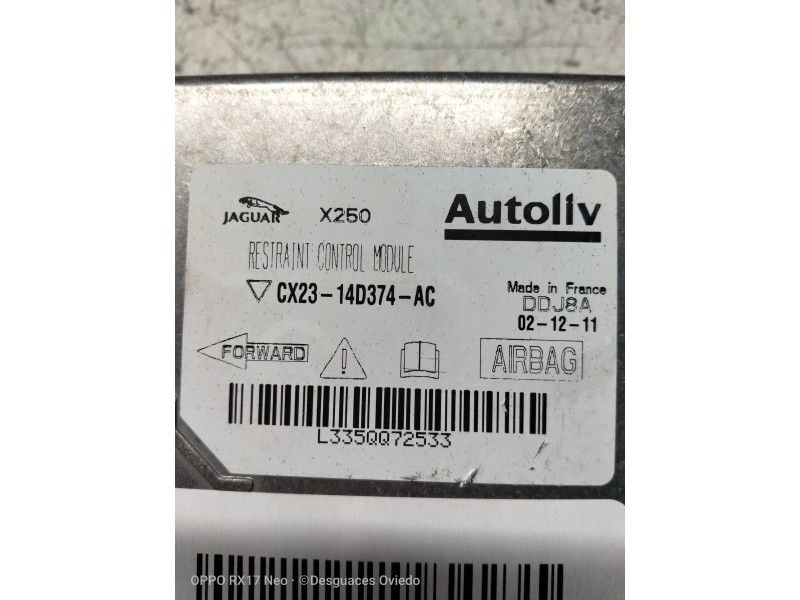 JAGUAR X250 Autoliv
RESTRAINT CONTROL MODULE
CX23-14D374-AC
Made in France
DDJ8A
02-12-11
FORWARD
AIRBAG
L335QQ72533
OPPO RX17 Neo · ©Desguaces Oviedo